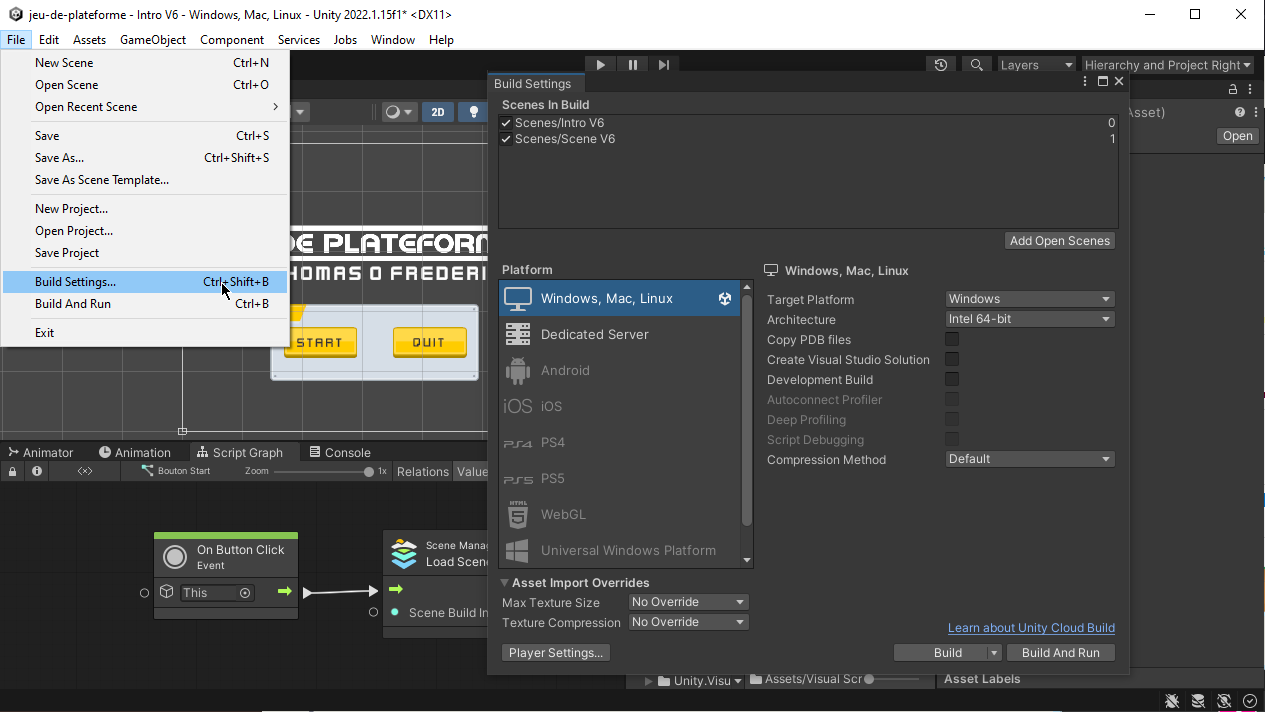 jeu-de-plateforme - Intro V6 - Windows, Mac, Linux - Unity 2022.1.15f1* <DX11>
File Edit Assets GameObject Component Services Jobs Window Help
New Scene Ctrl+N
Open Scene Ctrl+O
Open Recent Scene
Save Ctrl+S
Save As... Ctrl+Shift+S
Save As Scene Template...
New Project...
Open Project...
Save Project
Build Settings... Ctrl+Shift+B
Build And Run Ctrl+B
Exit
Layers Hierarchy and Project Right
2D
Asset)
Open
DE PLATEFOR
HOMAS O FREDERI
START QUIT
Build Settings
Scenes In Build
Scenes/Intro V6 0
Scenes/Scene V6 1
Add Open Scenes
Platform
Windows, Mac, Linux
Dedicated Server
Android
iOS iOS
PS4 PS4
PS5 PS5
HTML 5 WebGL
Universal Windows Platform
Windows, Mac, Linux
Target Platform Windows
Architecture Intel 64-bit
Copy PDB files
Create Visual Studio Solution
Development Build
Autoconnect Profiler
Deep Profiling
Script Debugging
Compression Method Default
Asset Import Overrides
Max Texture Size No Override
Texture Compression No Override
Learn about Unity Cloud Build
Player Settings... Build Build And Run
Animator Animation Script Graph Console
<×> Bouton Start Zoom 1x Relations Value
On Button Click
Event
This
Scene Manag
Load Scen
Scene Build In
Unity.Visu Assets/Visual Scr Asset Labels